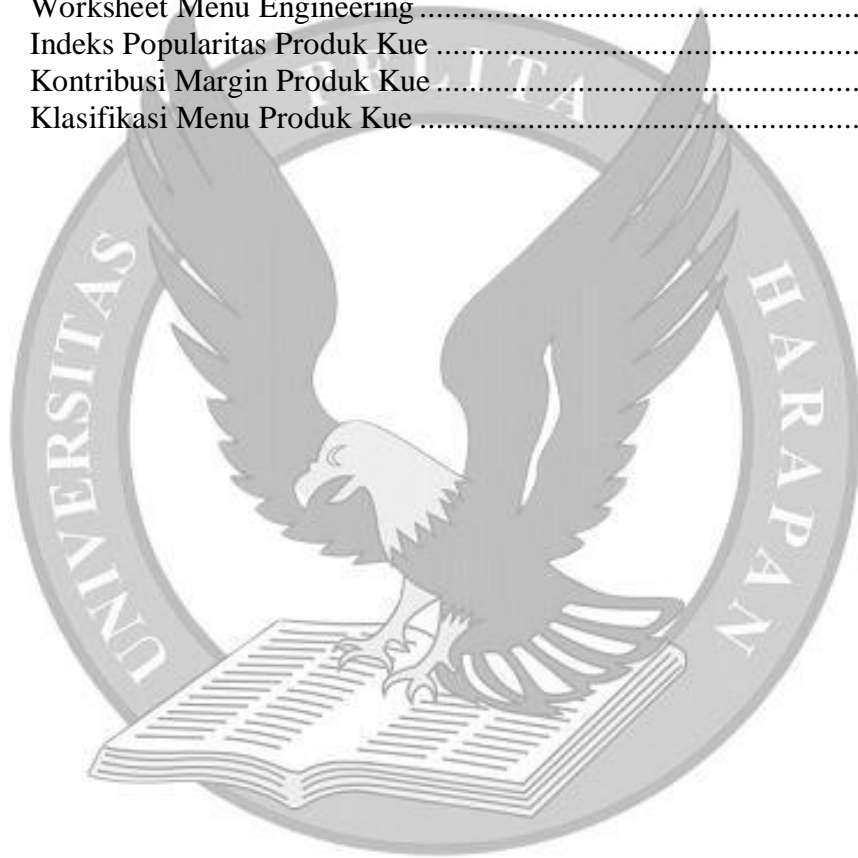 Worksheet Menu Engineering ........................................................
Indeks Popularitas Produk Kue .....................................................
Kontribusi Margin Produk Kue ......................................................
Klasifikasi Menu Produk Kue ........................................................
UNIVERSITAS PELITA HARAPAN